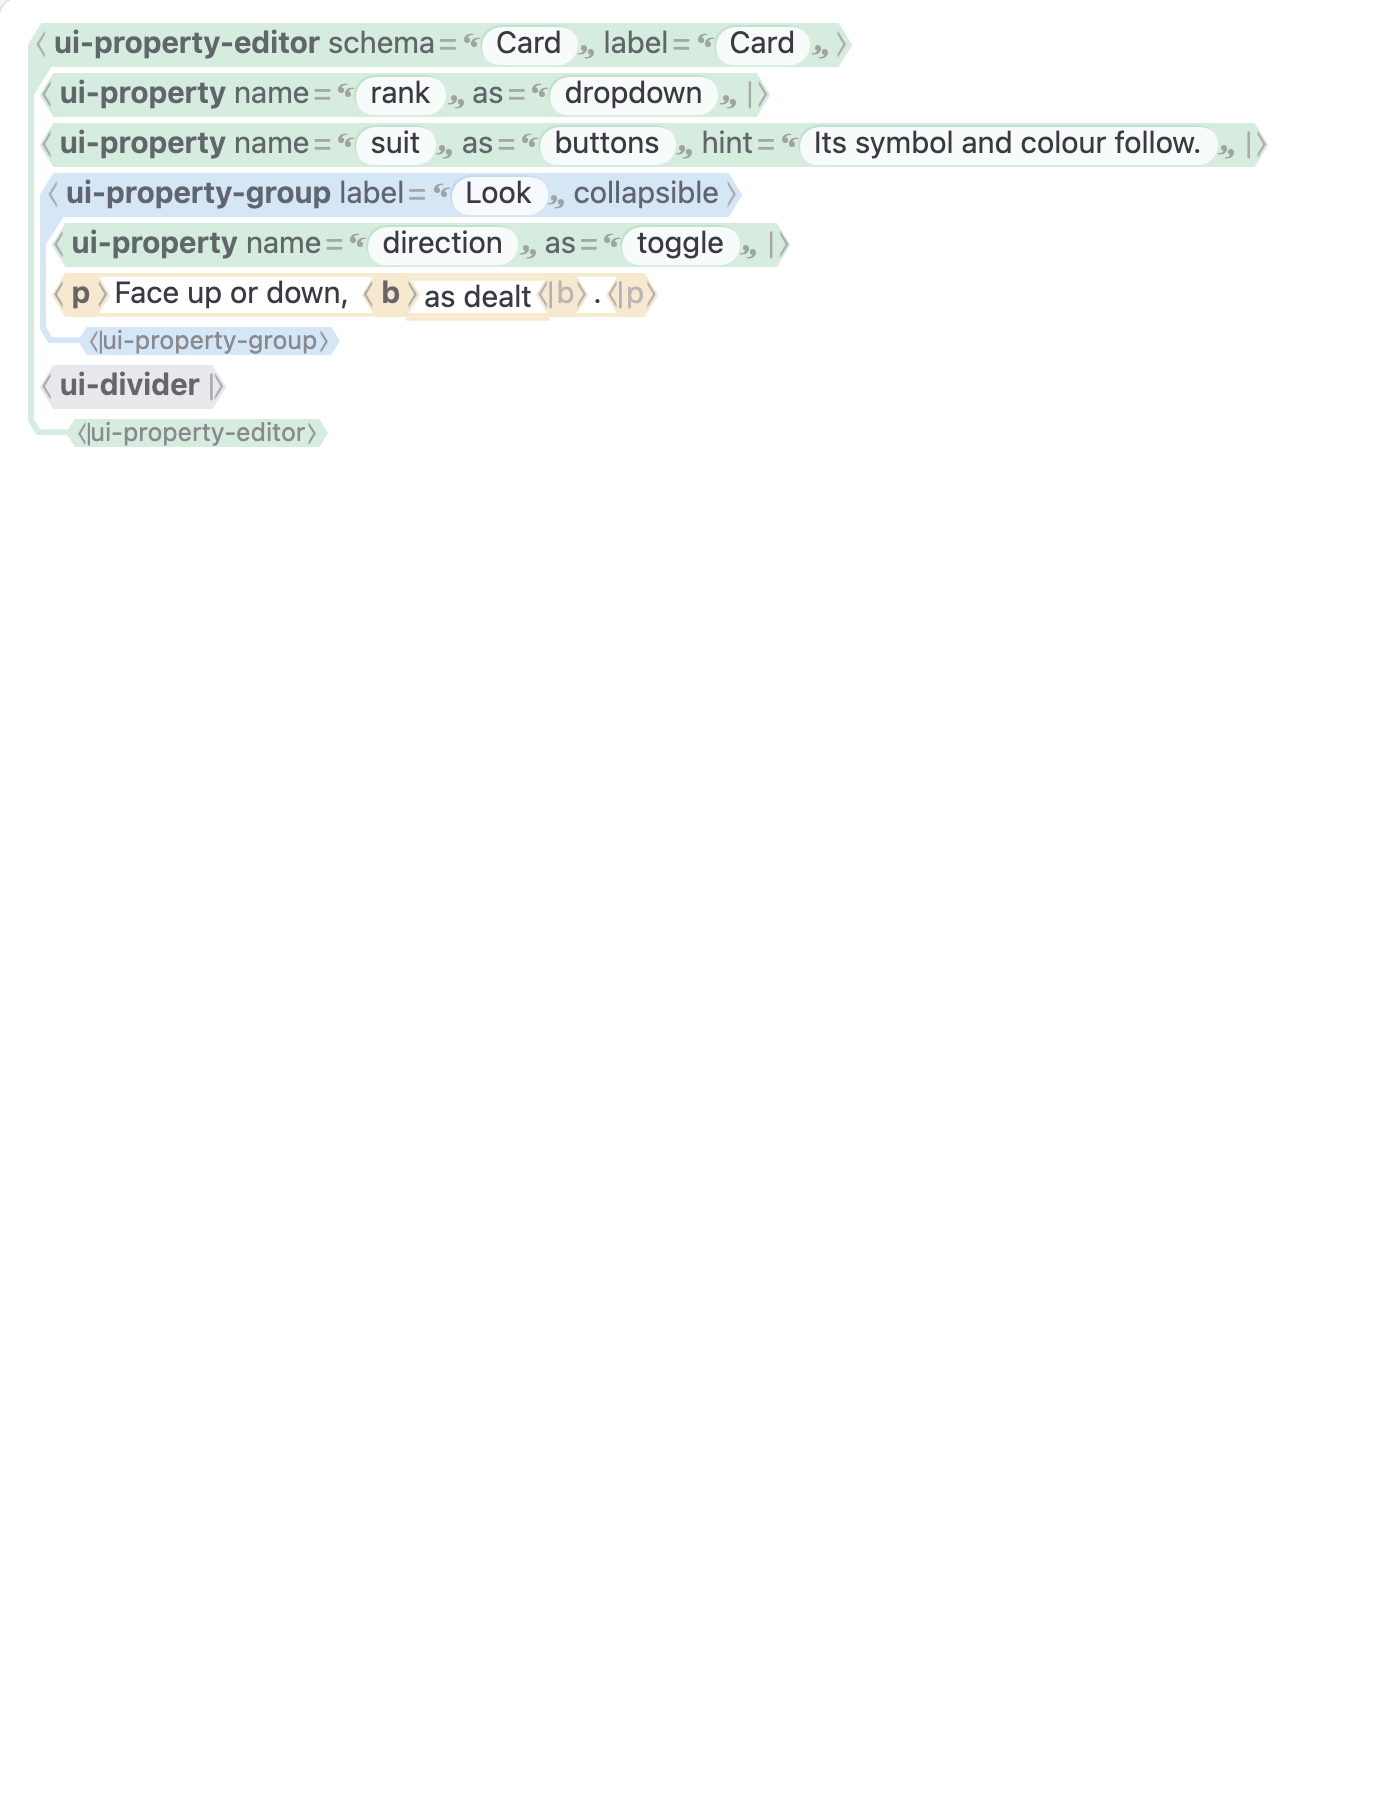 〈 ui-property-editor schema=“Card„ label=“Card„ 〉
〈 ui-property name=“rank„ as=“dropdown„ |〉
〈 ui-property name=“suit„ as=“buttons„ hint=“Its symbol and colour follow.„ |〉
〈 ui-property-group label=“Look„ collapsible 〉
〈 ui-property name=“direction„ as=“toggle„ |〉
〈 p 〉 Face up or down, 〈 b 〉 as dealt 〈|b〉 . 〈|p〉
〈|ui-property-group〉
〈 ui-divider |〉
〈|ui-property-editor〉